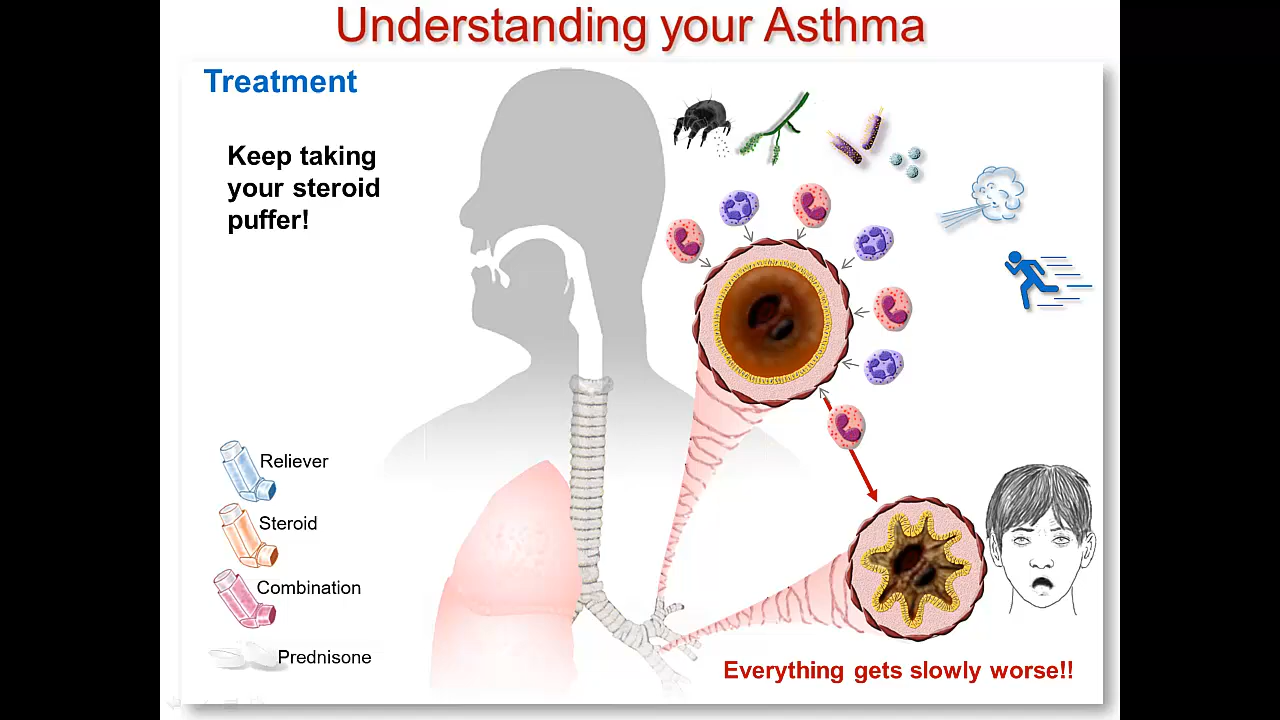 Understanding your Asthma
Treatment
Keep taking
your steroid
puffer!
Reliever
Steroid
Combination
Prednisone
Everything gets slowly worse!!